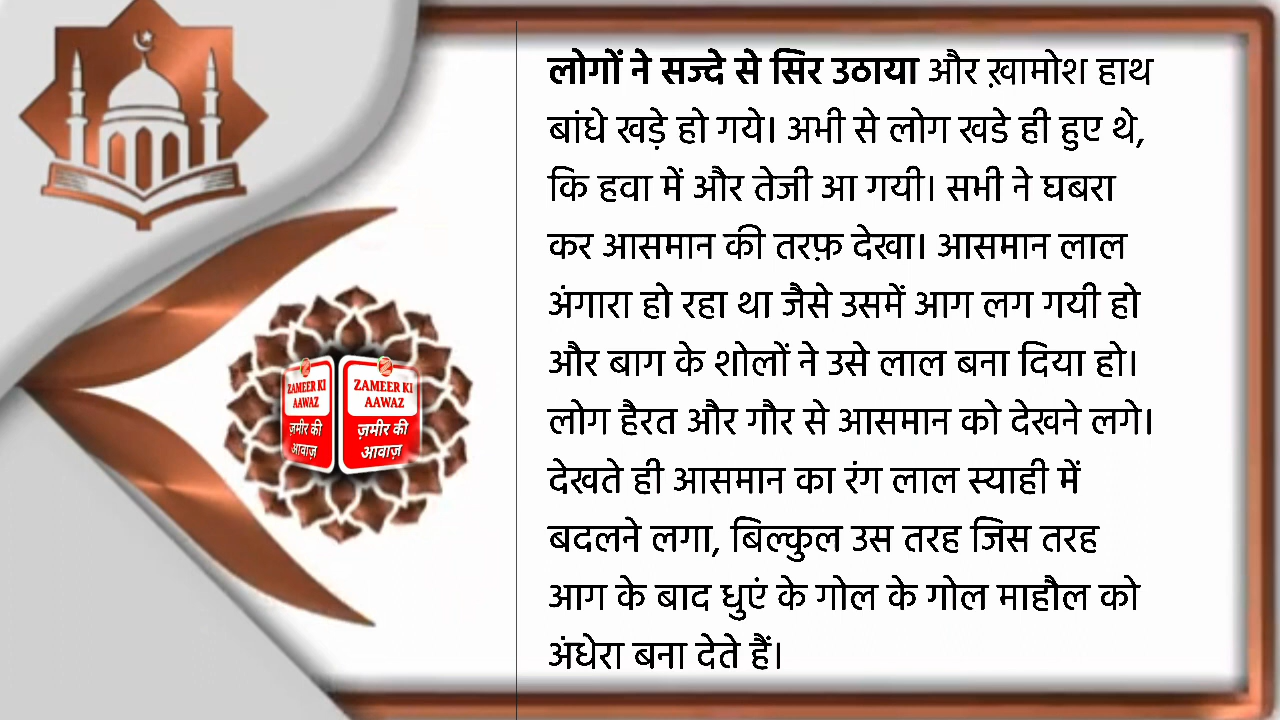 लोगों ने सज्दे से सिर उठाया और ख़ामोश हाथ
बांधे खड़े हो गये। अभी से लोग खडे ही हुए थे,
कि हवा में और तेजी आ गयी। सभी ने घबरा
कर आसमान की तरफ़ देखा। आसमान लाल
अंगारा हो रहा था जैसे उसमें आग लग गयी हो
और बाग के शोलों ने उसे लाल बना दिया हो।
लोग हैरत और गौर से आसमान को देखने लगे।
देखते ही आसमान का रंग लाल स्याही में
बदलने लगा, बिल्कुल उस तरह जिस तरह
आग के बाद धुएं के गोल के गोल माहौल को
अंधेरा बना देते हैं।
ZAMEER KI
AAWAZ
ज़मीर की
आवाज़
ZAMEER KI
AAWAZ
ज़मीर की
आवाज़